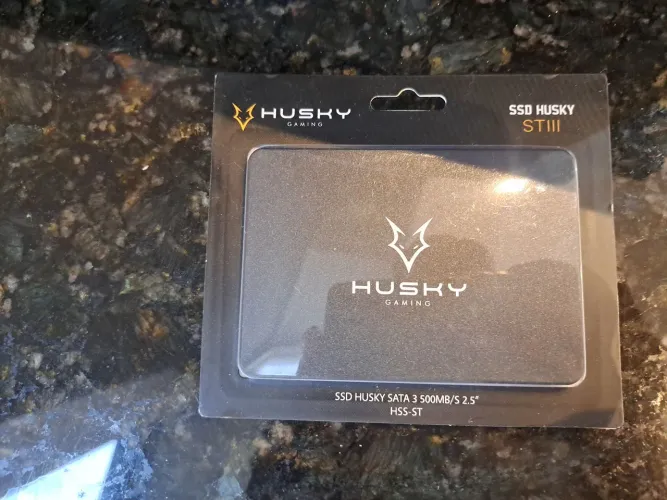 HUSKY
GAMING
SSD HUSKY
STIII
HUSKY
GAMING
SSD HUSKY SATA 3 500MB/S 2.5"
HSS-ST